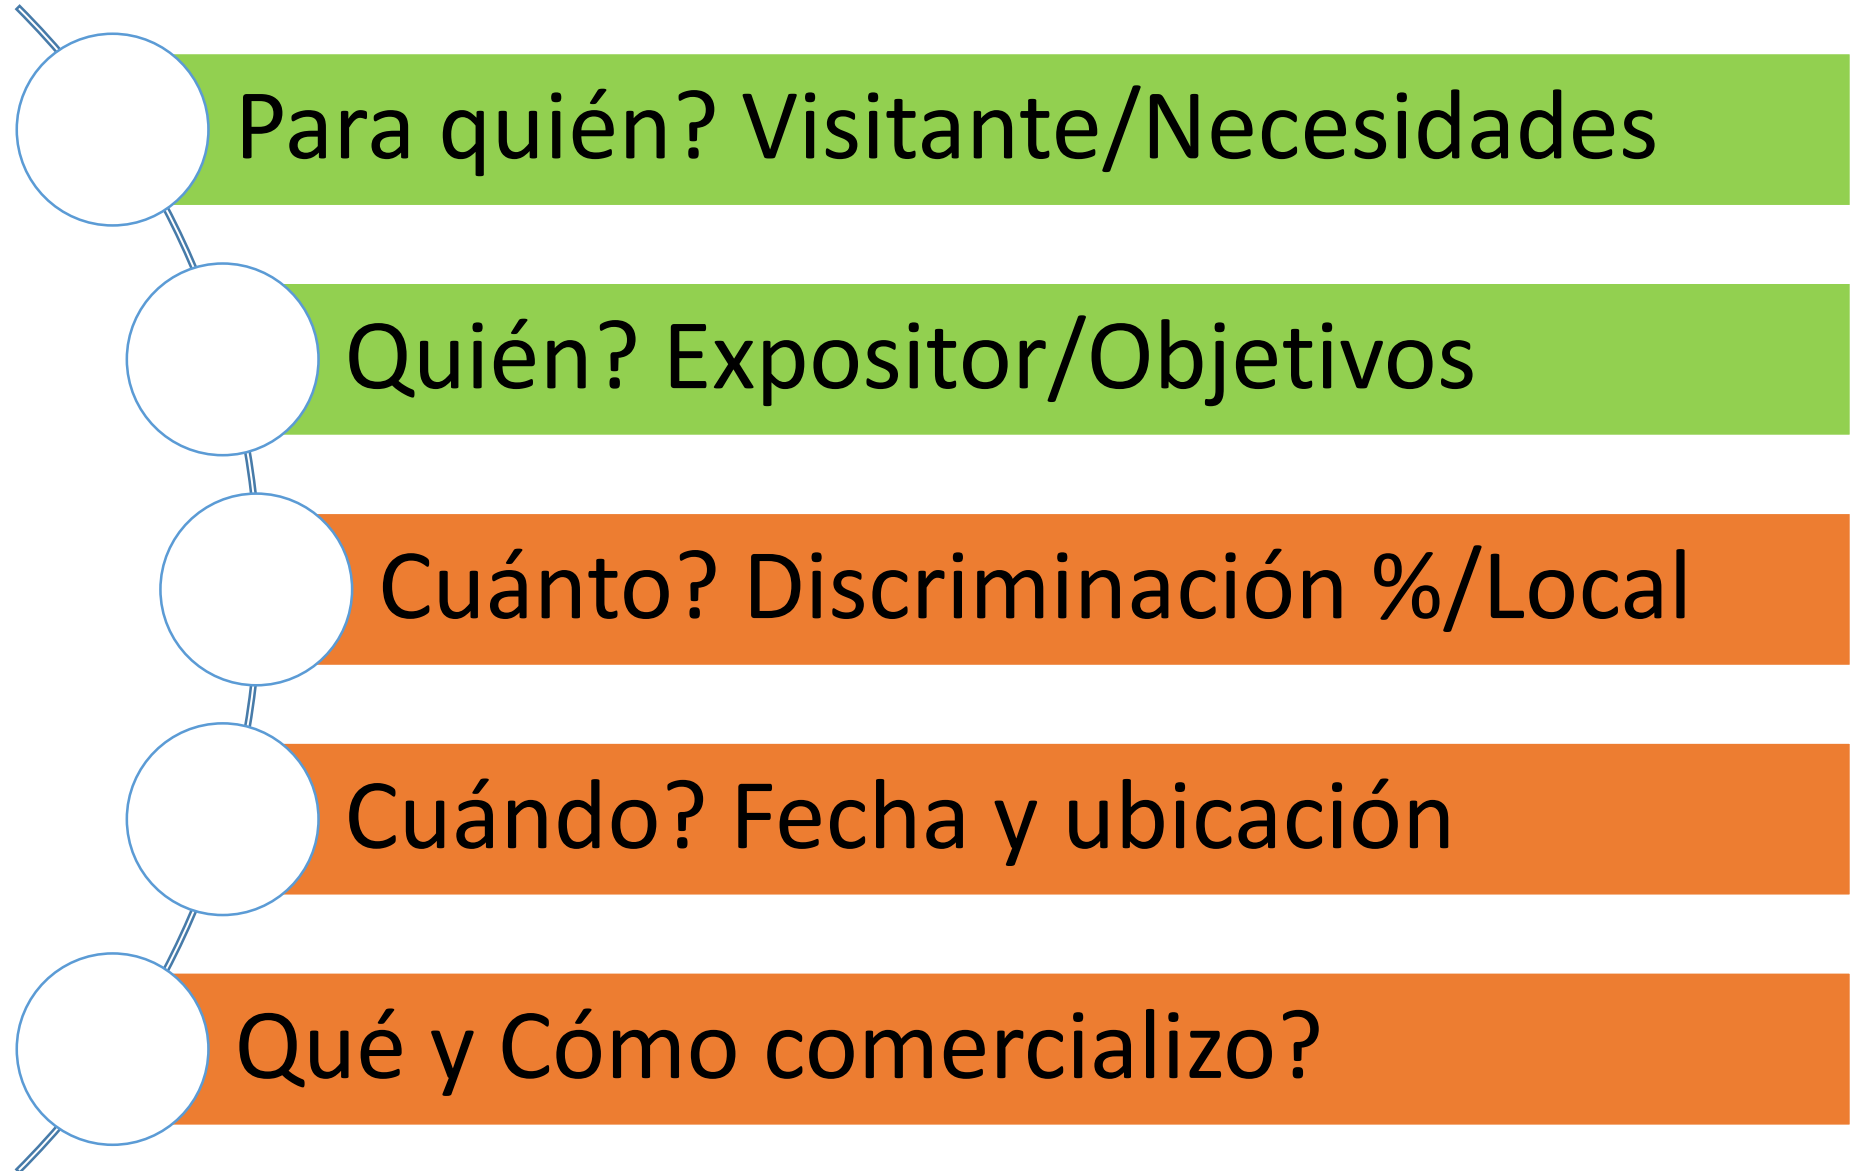 Para quién? Visitante/Necesidades
Quién? Expositor/Objetivos
Cuánto? Discriminación %/Local
Cuándo? Fecha y ubicación
Qué y Cómo comercializo?